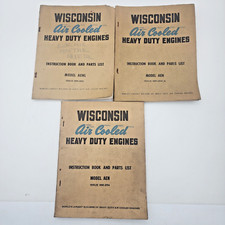 WISCONSIN
Air Cooled
HEAVY DUTY ENGINES
INSTRUCTION BOOK AND PARTS LIST
MODEL
WISCONSIN
Air Cooled
HEAVY DUTY ENGINES
INSTRUCTION BOOK AND PARTS LIST
MODEL
WISCONSIN
Air Cooled
HEAVY DUTY ENGINES
INSTRUCTION BOOK AND PARTS LIST
MODEL